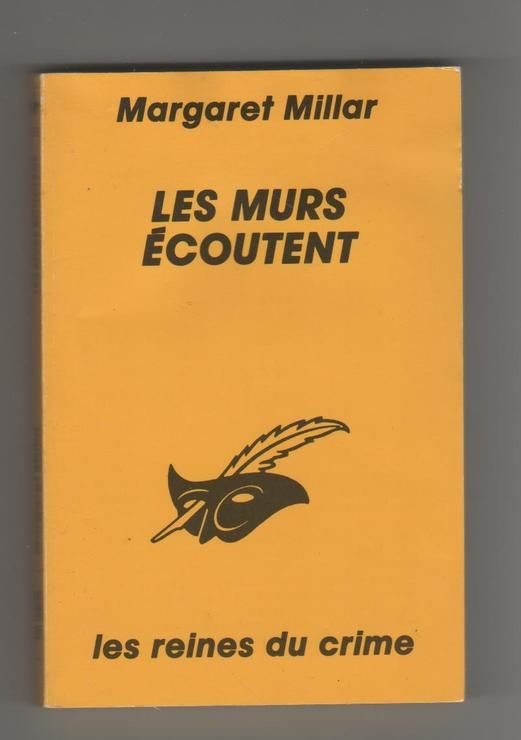 Margaret Millar
LES MURS
ÉCOUTENT
les reines du crime